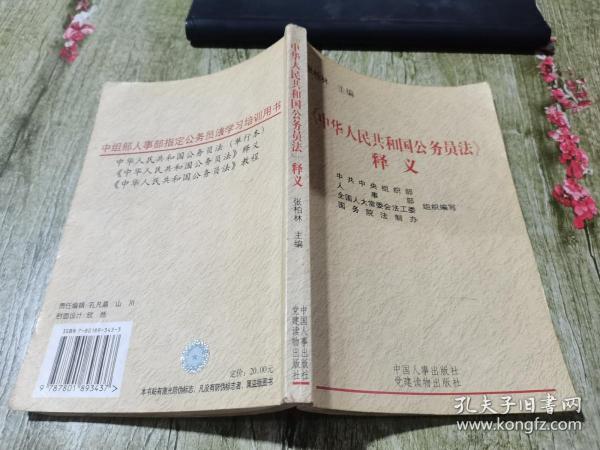 中组部人事部指定公务员法学习培训用书
中华人民共和国公务员法（单行本）
《中华人民共和国公务员法》释义
《中华人民共和国公务员法》教程
责任编辑：孔凡嘉 山 川
ISBN 7-80189-343-3
9 787801 893437 >
定价：20.00元
本书贴有激光防伪标志，凡没有防伪标志者，属盗版图书
《中华人民共和国公务员法》释义
张柏林 主编
中国人事出版社
党建读物出版社
柏林 主编
《中华人民共和国公务员法》
释义
中共中央组织部
人事部
全国人大常委会法工委 组织编写
国务院法制办
中国人事出版社
党建读物出版社
孔夫子旧书网
www.kongfz.com